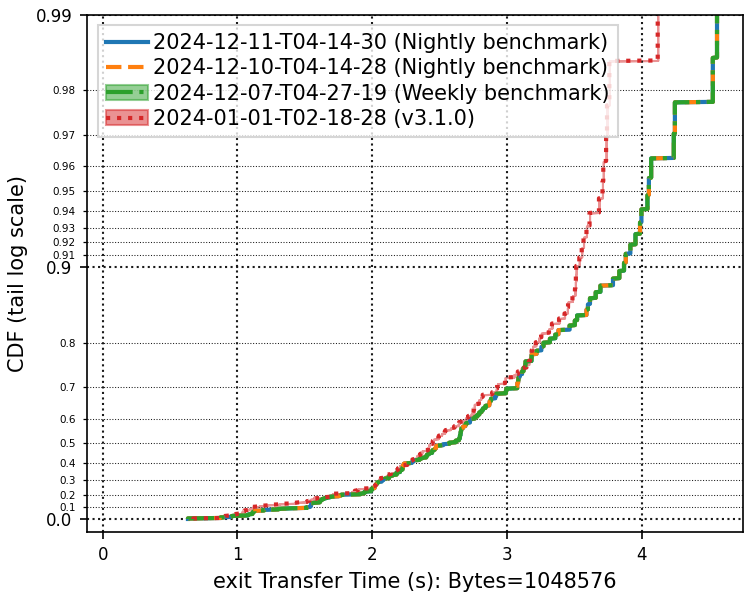 0.99
2024-12-11-T04-14-30 (Nightly benchmark)
2024-12-10-T04-14-28 (Nightly benchmark)
2024-12-07-T04-27-19 (Weekly benchmark)
2024-01-01-T02-18-28 (v3.1.0)
0.98
0.97
0.96
0.95
0.94
0.93
0.92
0.91
0.9
0.8
0.7
0.6
0.5
0.4
0.3
0.2
0.1
0.0
CDF (tail log scale)
0 1 2 3 4
exit Transfer Time (s): Bytes=1048576